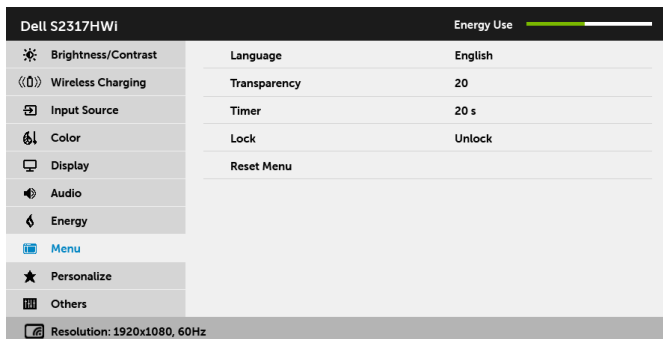 Dell S2317HWi Energy Use
Brightness/Contrast Language English
Wireless Charging Transparency 20
Input Source Timer 20 s
Color Lock Unlock
Display Reset Menu
Audio
Energy
Menu
Personalize
Others
Resolution: 1920x1080, 60Hz